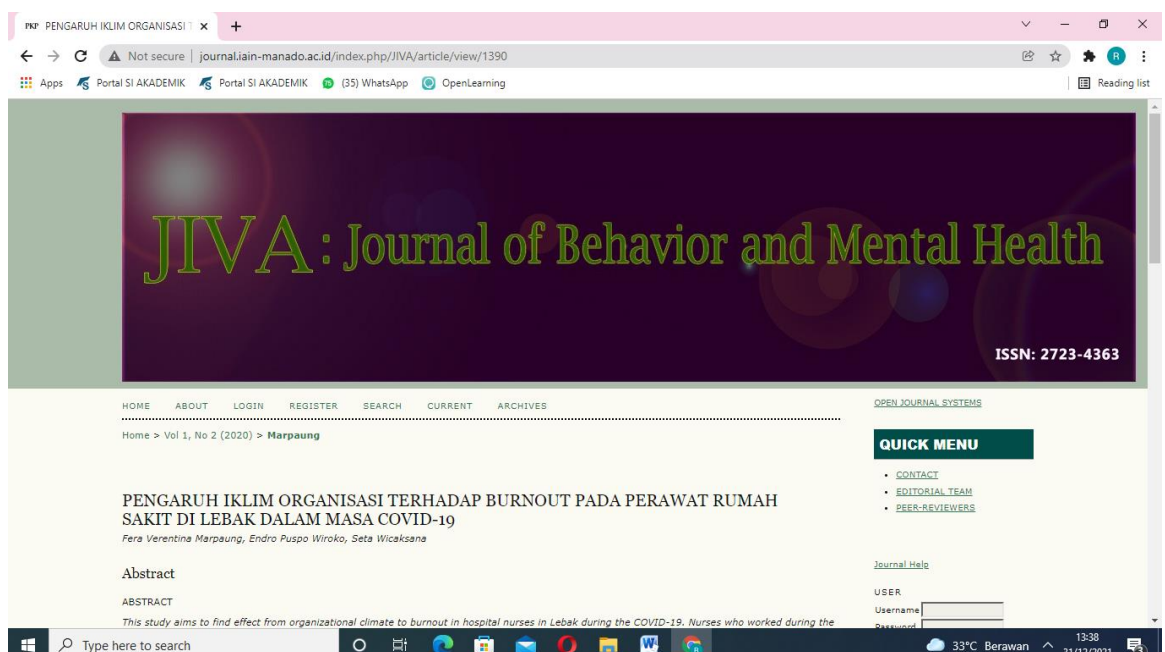 PKP PENGARUH IKLIM ORGANISASI T
Not secure | journal.iain-manado.ac.id/index.php/JIVA/article/view/1390
R
Apps Portal SI AKADEMIK Portal SI AKADEMIK (35) WhatsApp OpenLearning Reading list
JIVA : Journal of Behavior and Mental Health
ISSN: 2723-4363
HOME ABOUT LOGIN REGISTER SEARCH CURRENT ARCHIVES
Home > Vol 1, No 2 (2020) > Marpaung
PENGARUH IKLIM ORGANISASI TERHADAP BURNOUT PADA PERAWAT RUMAH
SAKIT DI LEBAK DALAM MASA COVID-19
Fera Verentina Marpaung, Endro Puspo Wiroko, Seta Wicaksana
Abstract
ABSTRACT
This study aims to find effect from organizational climate to burnout in hospital nurses in Lebak during the COVID-19. Nurses who worked during the
OPEN JOURNAL SYSTEMS
QUICK MENU
CONTACT
EDITORIAL TEAM
PEER-REVIEWERS
Journal Help
USER
Username
Password
Type here to search
33°C Berawan
13:38
31/12/2021